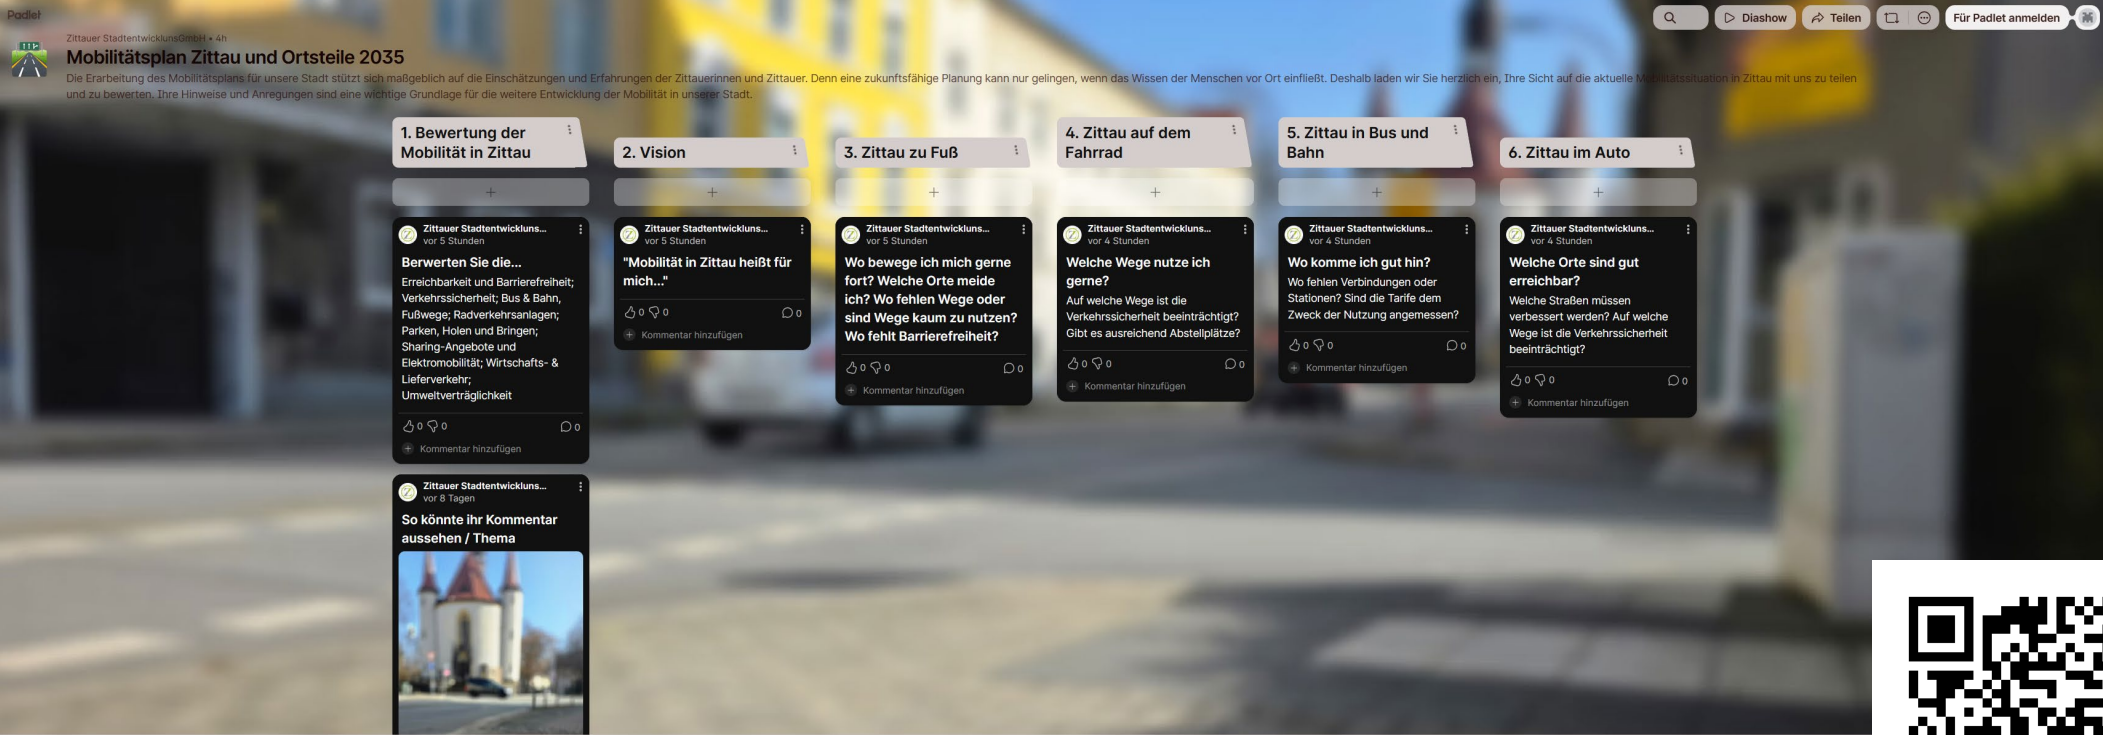 Padlet
Diashow
Teilen
Für Padlet anmelden
Zittauer StadtentwicklunsGmbH • 4h
Mobilitätsplan Zittau und Ortsteile 2035
Die Erarbeitung des Mobilitätsplans für unsere Stadt stützt sich maßgeblich auf die Einschätzungen und Erfahrungen der Zittauerinnen und Zittauer. Denn eine zukunftsfähige Planung kann nur gelingen, wenn das Wissen der Menschen vor Ort einfließt. Deshalb laden wir Sie herzlich ein, Ihre Sicht auf die aktuelle Mobilitätssituation in Zittau mit uns zu teilen
und zu bewerten. Ihre Hinweise und Anregungen sind eine wichtige Grundlage für die weitere Entwicklung der Mobilität in unserer Stadt.
1. Bewertung der
Mobilität in Zittau
Zittauer Stadtentwickluns...
vor 5 Stunden
Berwerten Sie die...
Erreichbarkeit und Barrierefreiheit;
Verkehrssicherheit; Bus & Bahn,
Fußwege; Radverkehrsanlagen;
Parken, Holen und Bringen;
Sharing-Angebote und
Elektromobilität; Wirtschafts- &
Lieferverkehr;
Umweltverträglichkeit
0 0 0
Kommentar hinzufügen
Zittauer Stadtentwickluns...
vor 8 Tagen
So könnte ihr Kommentar
aussehen / Thema
2. Vision
Zittauer Stadtentwickluns...
vor 5 Stunden
"Mobilität in Zittau heißt für
mich..."
0 0 0
Kommentar hinzufügen
3. Zittau zu Fuß
Zittauer Stadtentwickluns...
vor 5 Stunden
Wo bewege ich mich gerne
fort? Welche Orte meide
ich? Wo fehlen Wege oder
sind Wege kaum zu nutzen?
Wo fehlt Barrierefreiheit?
0 0 0
Kommentar hinzufügen
4. Zittau auf dem
Fahrrad
Zittauer Stadtentwickluns...
vor 4 Stunden
Welche Wege nutze ich
gerne?
Auf welche Wege ist die
Verkehrssicherheit beeinträchtigt?
Gibt es ausreichend Abstellplätze?
0 0 0
Kommentar hinzufügen
5. Zittau in Bus und
Bahn
Zittauer Stadtentwickluns...
vor 4 Stunden
Wo komme ich gut hin?
Wo fehlen Verbindungen oder
Stationen? Sind die Tarife dem
Zweck der Nutzung angemessen?
0 0 0
Kommentar hinzufügen
6. Zittau im Auto
Zittauer Stadtentwickluns...
vor 4 Stunden
Welche Orte sind gut
erreichbar?
Welche Straßen müssen
verbessert werden? Auf welche
Wege ist die Verkehrssicherheit
beeinträchtigt?
0 0 0
Kommentar hinzufügen